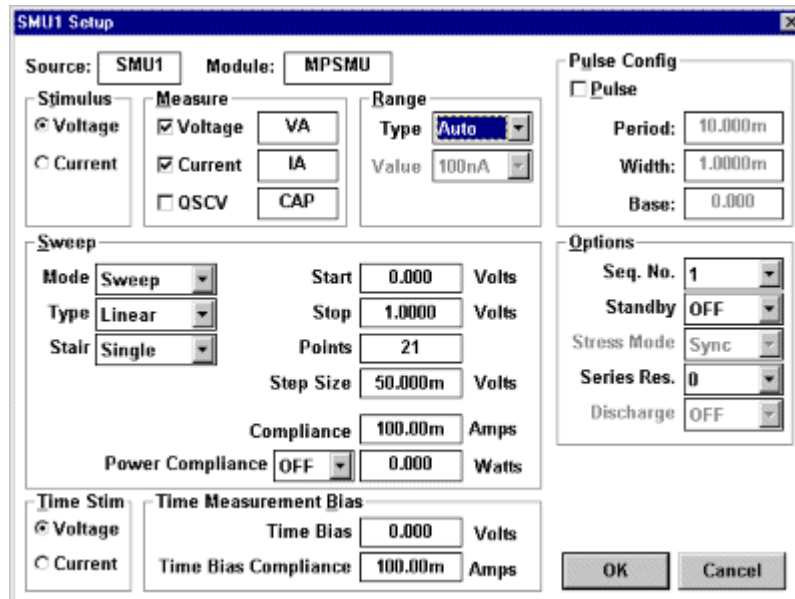 SMU1 Setup
Source: SMU1 Module: MPSMU
Stimulus
Voltage
Current
Measure
Voltage VA
Current IA
QSCV CAP
Range
Type Auto
Value 100nA
Pulse Config
Pulse
Period: 10.000m
Width: 1.0000m
Base: 0.000
Sweep
Mode Sweep
Type Linear
Stair Single
Start 0.000 Volts
Stop 1.0000 Volts
Points 21
Step Size 50.000m Volts
Compliance 100.00m Amps
Power Compliance OFF 0.000 Watts
Options
Seq. No. 1
Standby OFF
Stress Mode Sync
Series Res. 0
Discharge OFF
Time Stim
Voltage
Current
Time Measurement Bias
Time Bias 0.000 Volts
Time Bias Compliance 100.00m Amps
OK Cancel